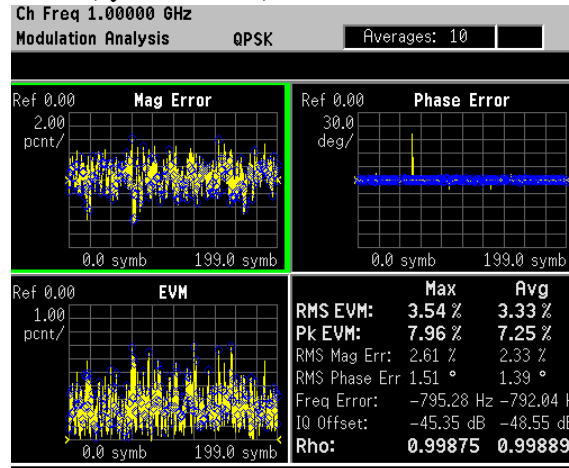 Ch Freq 1.00000 GHz
Modulation Analysis QPSK Averages: 10
Ref 0.00 Mag Error
2.00
pcnt/
0.0 symb 199.0 symb
Ref 0.00 Phase Error
30.0
deg/
0.0 symb 199.0 symb
Ref 0.00 EVM
1.00
pcnt/
0.0 symb 199.0 symb
Max Avg
RMS EVM: 3.54 % 3.33 %
Pk EVM: 7.96 % 7.25 %
RMS Mag Err: 2.61 % 2.33 %
RMS Phase Err 1.51 ° 1.39 °
Freq Error: -795.28 Hz -792.04 H
IQ Offset: -45.35 dB -48.55 dB
Rho: 0.99875 0.99889